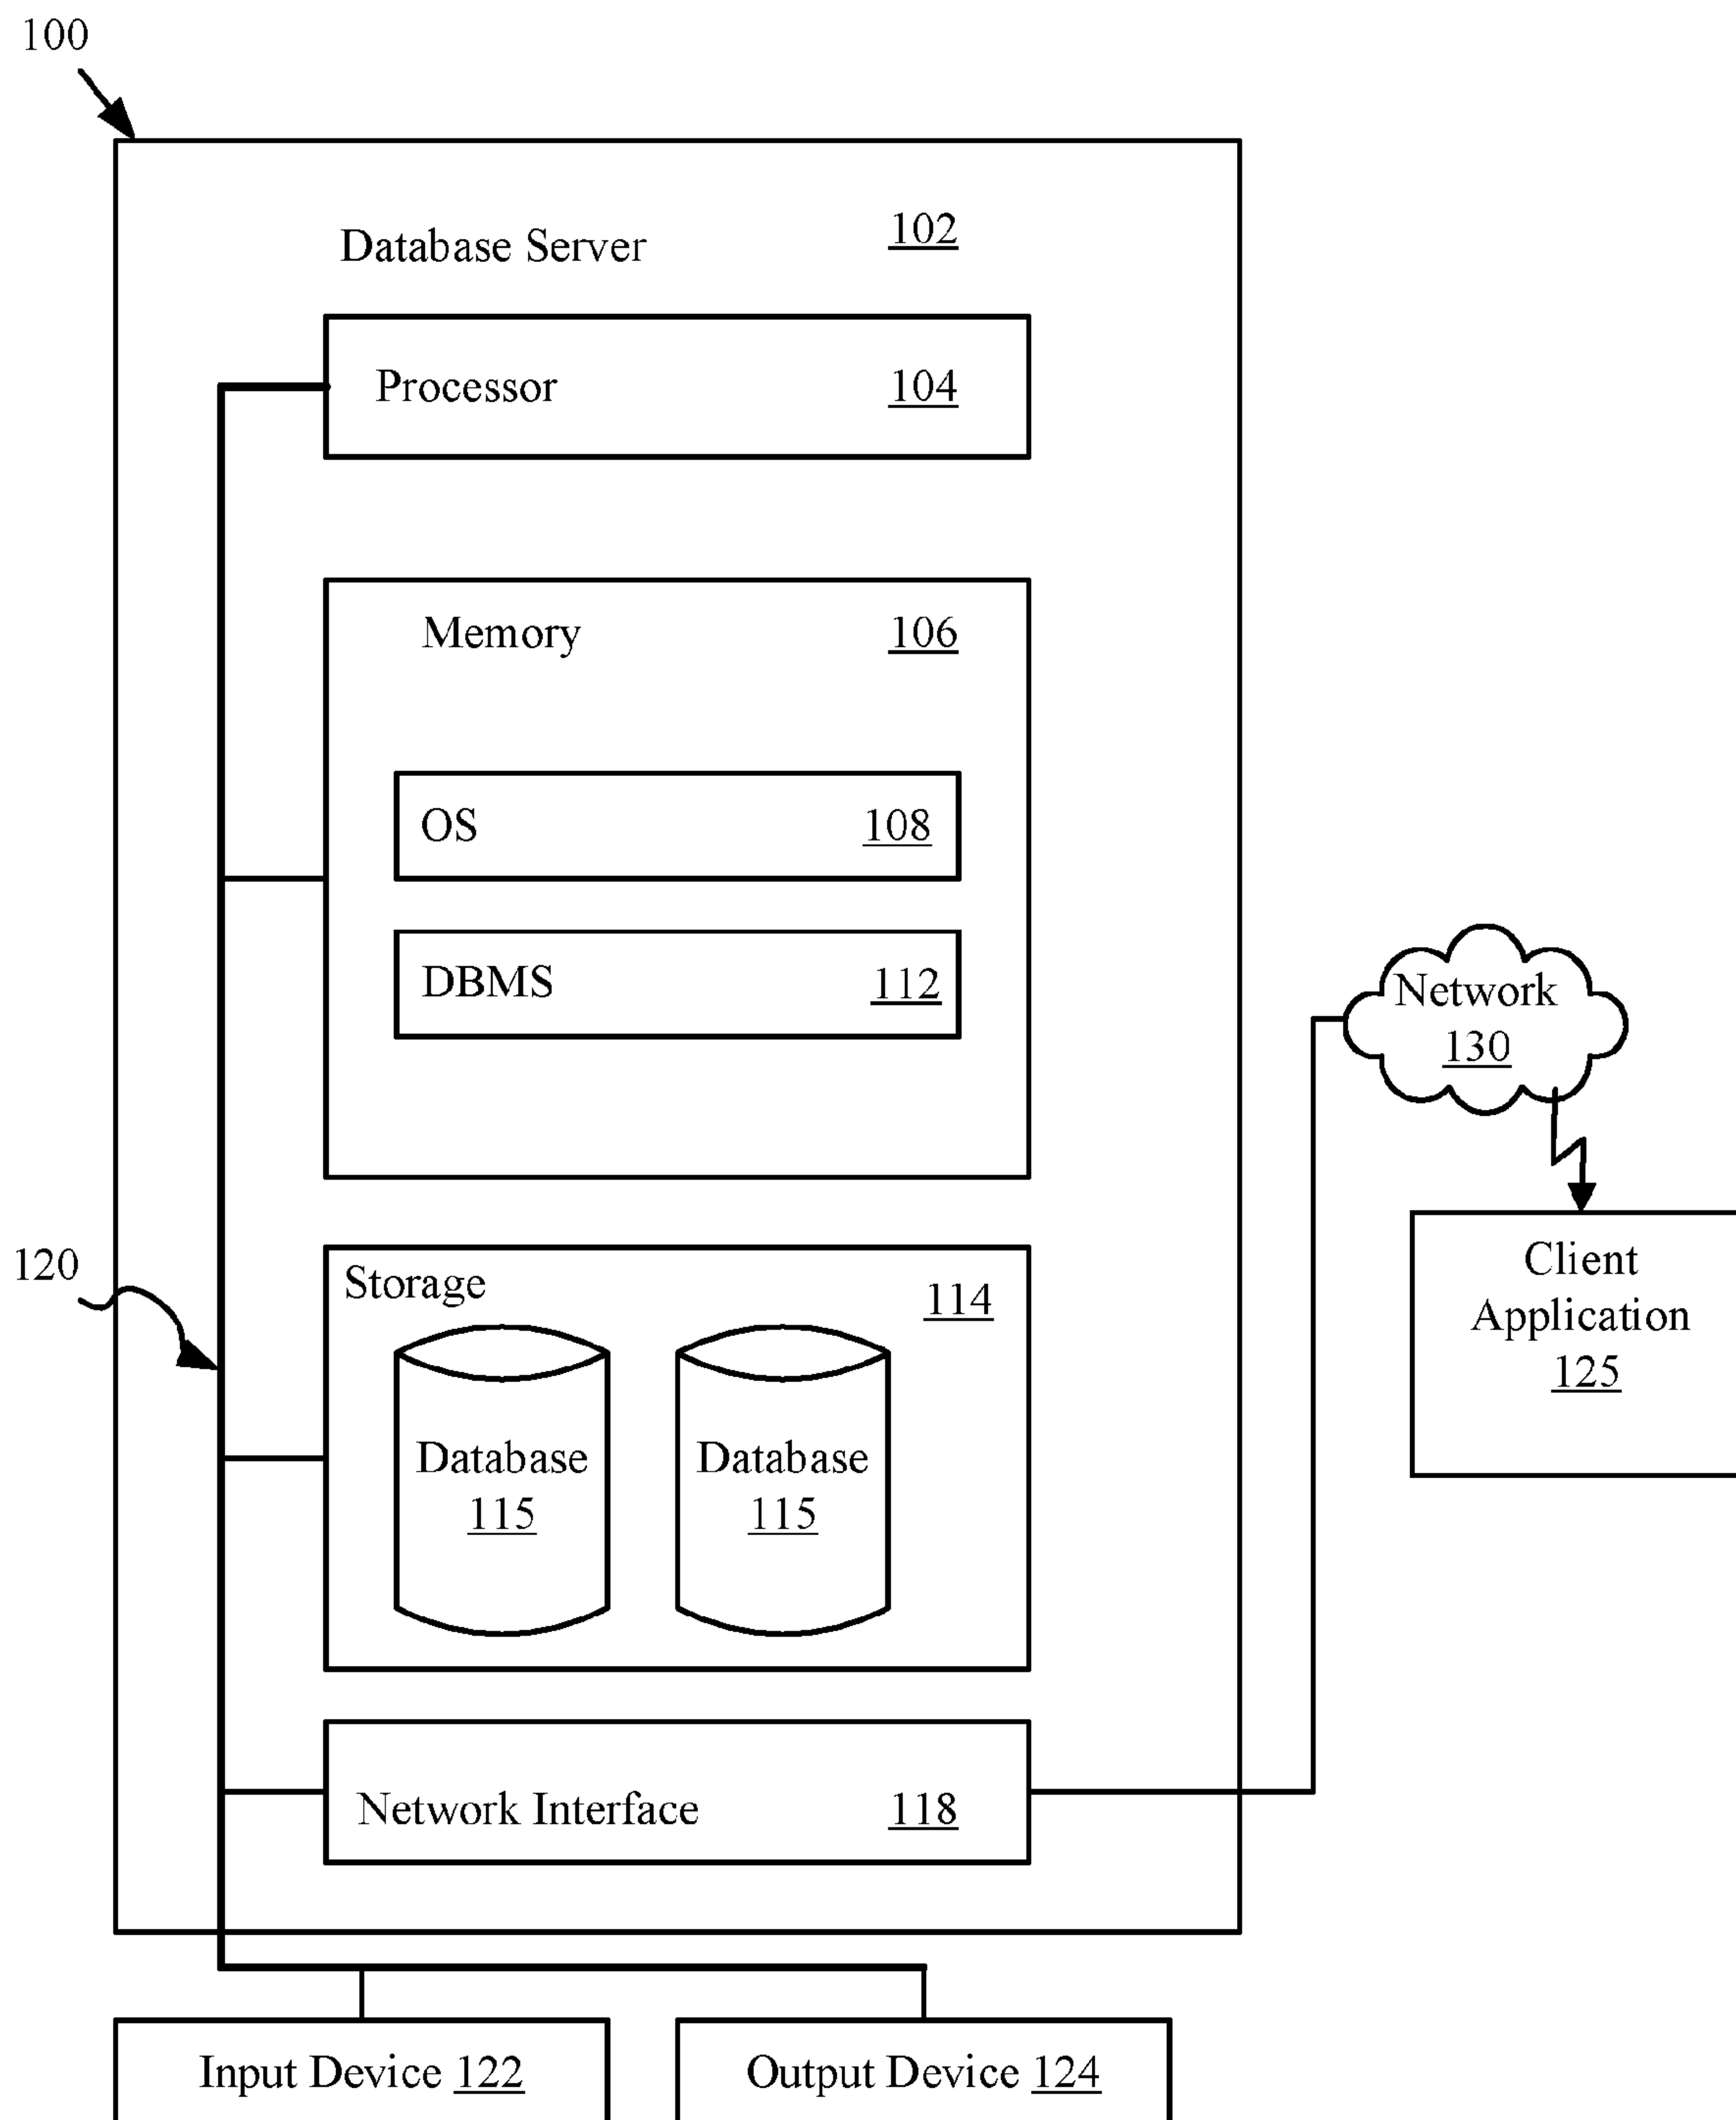 100
Database Server 102
Processor 104
Memory 106
OS 108
DBMS 112
Network
130
120
Storage 114
Database
115
Database
115
Client
Application
125
Network Interface 118
Input Device 122
Output Device 124